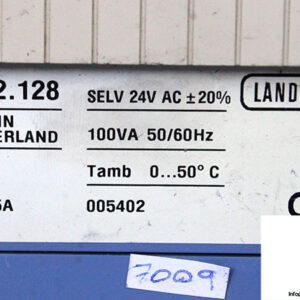 2.128
SELV 24V AC ±20%
LAND
IN
ERLAND
100VA 50/60Hz
Tamb 0...50° C
5A
005402
7009